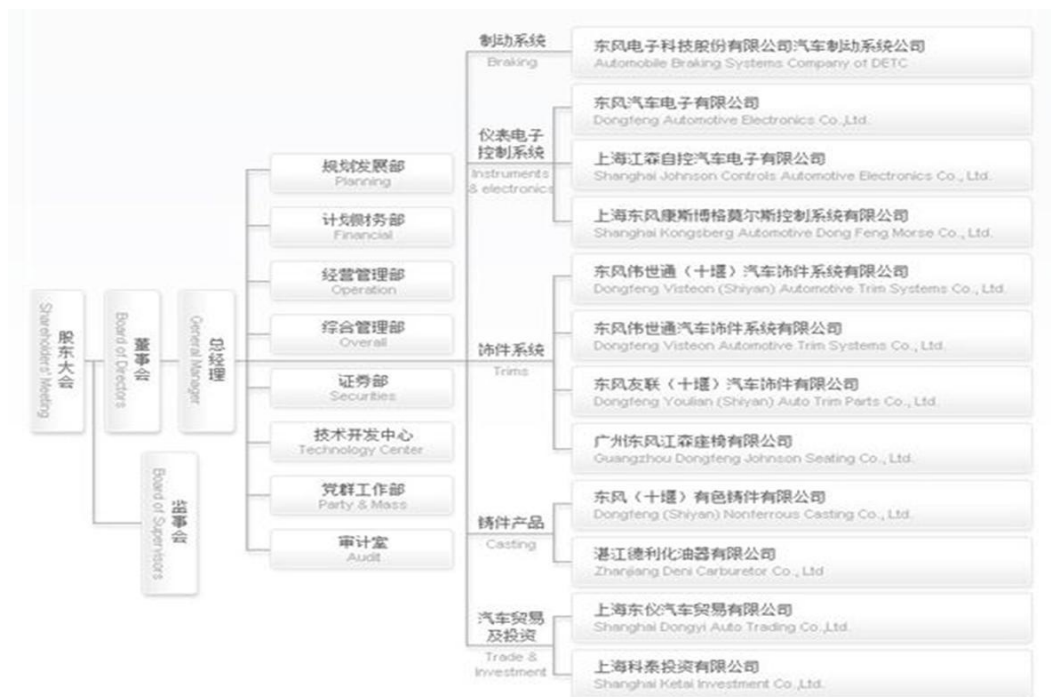 股东大会
Shareholders' Meeting
董事会
Board of Directors
监事会
Board of Supervisors
总经理
General Manager
规划发展部
Planning
计划财务部
Financial
经营管理部
Operation
综合管理部
Overall
证券部
Securities
技术开发中心
Technology Center
党群工作部
Party & Mass
审计室
Audit
制动系统
Braking
东风电子科技股份有限公司汽车制动系统公司
Automobile Braking Systems Company of DETC
仪表电子
控制系统
Instruments
& electronics
东风汽车电子有限公司
Dongfeng Automotive Electronics Co.,Ltd.
上海江森自控汽车电子有限公司
Shanghai Johnson Controls Automotive Electronics Co., Ltd.
上海东风康斯博格莫尔斯控制系统有限公司
Shanghai Kongsberg Automotive Dong Feng Morse Co., Ltd.
饰件系统
Trims
东风伟世通（十堰）汽车饰件系统有限公司
Dongfeng Visteon (Shiyan) Automotive Trim Systems Co., Ltd.
东风伟世通汽车饰件系统有限公司
Dongfeng Visteon Automotive Trim Systems Co., Ltd.
东风友联（十堰）汽车饰件有限公司
Dongfeng Youlian (Shiyan) Auto Trim Parts Co., Ltd.
广州东风江森座椅有限公司
Guangzhou Dongfeng Johnson Seating Co., Ltd.
铸件产品
Casting
东风（十堰）有色铸件有限公司
Dongfeng (Shiyan) Nonferrous Casting Co., Ltd.
湛江德利化油器有限公司
Zhanjiang Deni Carburetor Co., Ltd
汽车贸易
及投资
Trade &
Investment
上海东仪汽车贸易有限公司
Shanghai Dongyi Auto Trading Co.,Ltd.
上海科泰投资有限公司
Shanghai Ketai Investment Co.,Ltd.